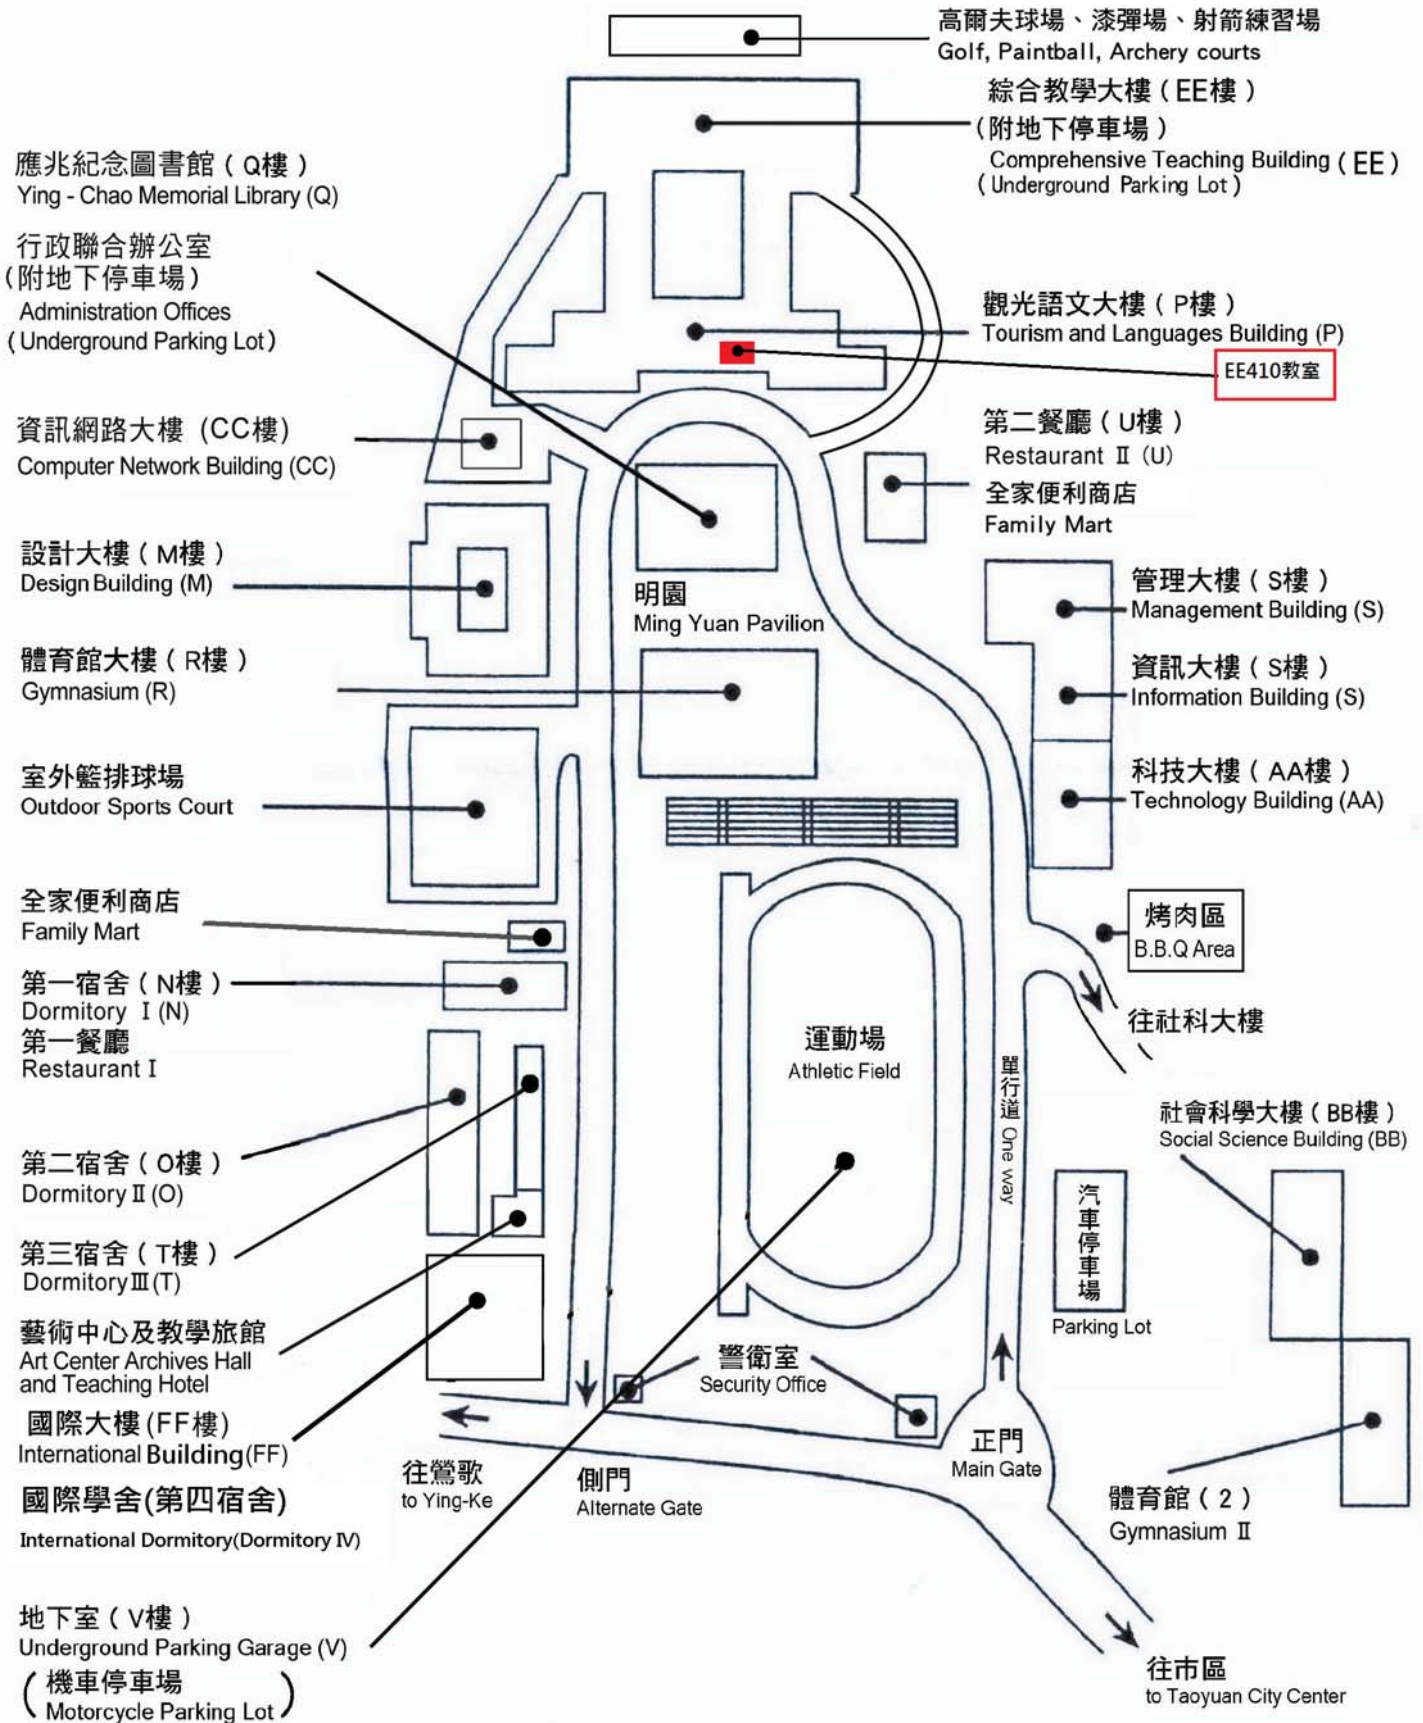 高爾夫球場、漆彈場、射箭練習場
Golf, Paintball, Archery courts
綜合教學大樓（EE樓）
（附地下停車場）
Comprehensive Teaching Building (EE)
(Underground Parking Lot)
應兆紀念圖書館（Q樓）
Ying - Chao Memorial Library (Q)
行政聯合辦公室
(附地下停車場)
Administration Offices
(Underground Parking Lot)
觀光語文大樓（P樓）
Tourism and Languages Building (P)
EE410教室
資訊網路大樓 (CC樓)
Computer Network Building (CC)
第二餐廳（U樓）
Restaurant Ⅱ (U)
全家便利商店
Family Mart
設計大樓（M樓）
Design Building (M)
明園
Ming Yuan Pavilion
管理大樓（S樓）
Management Building (S)
體育館大樓（R樓）
Gymnasium (R)
資訊大樓（S樓）
Information Building (S)
室外籃排球場
Outdoor Sports Court
科技大樓（AA樓）
Technology Building (AA)
全家便利商店
Family Mart
烤肉區
B.B.Q Area
第一宿舍（N樓）
Dormitory Ⅰ (N)
第一餐廳
Restaurant Ⅰ
往社科大樓
運動場
Athletic Field
單行道 One way
社會科學大樓（BB樓）
Social Science Building (BB)
第二宿舍（O樓）
Dormitory Ⅱ (O)
汽車停車場
Parking Lot
第三宿舍（T樓）
Dormitory Ⅲ (T)
藝術中心及教學旅館
Art Center Archives Hall
and Teaching Hotel
警衛室
Security Office
國際大樓(FF樓)
International Building(FF)
正門
Main Gate
往鶯歌
to Ying-Ke
側門
Alternate Gate
國際學舍(第四宿舍)
International Dormitory(Dormitory Ⅳ)
體育館（2）
Gymnasium Ⅱ
地下室（V樓）
Underground Parking Garage (V)
(機車停車場
Motorcycle Parking Lot)
往市區
to Taoyuan City Center